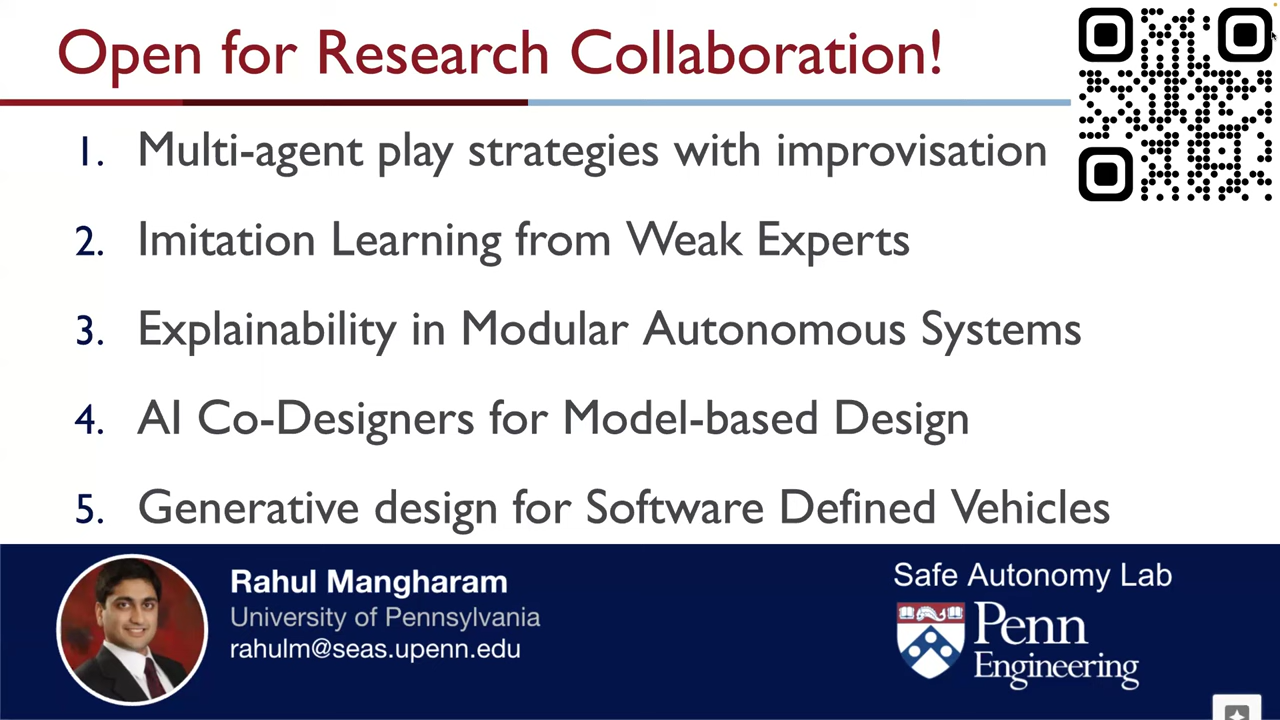 Open for Research Collaboration!
1. Multi-agent play strategies with improvisation
2. Imitation Learning from Weak Experts
3. Explainability in Modular Autonomous Systems
4. AI Co-Designers for Model-based Design
5. Generative design for Software Defined Vehicles
Rahul Mangharam
University of Pennsylvania
rahulm@seas.upenn.edu
Safe Autonomy Lab
Penn
Engineering